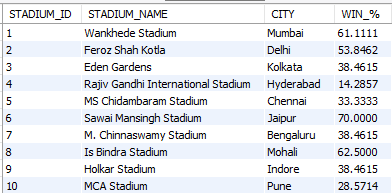 STADIUM_ID STADIUM_NAME CITY WIN_%
1 Wankhede Stadium Mumbai 61.1111
2 Feroz Shah Kotla Delhi 53.8462
3 Eden Gardens Kolkata 38.4615
4 Rajiv Gandhi International Stadium Hyderabad 14.2857
5 MS Chidambaram Stadium Chennai 33.3333
6 Sawai Mansingh Stadium Jaipur 70.0000
7 M. Chinnaswamy Stadium Bengaluru 38.4615
8 Is Bindra Stadium Mohali 62.5000
9 Holkar Stadium Indore 38.4615
10 MCA Stadium Pune 28.5714